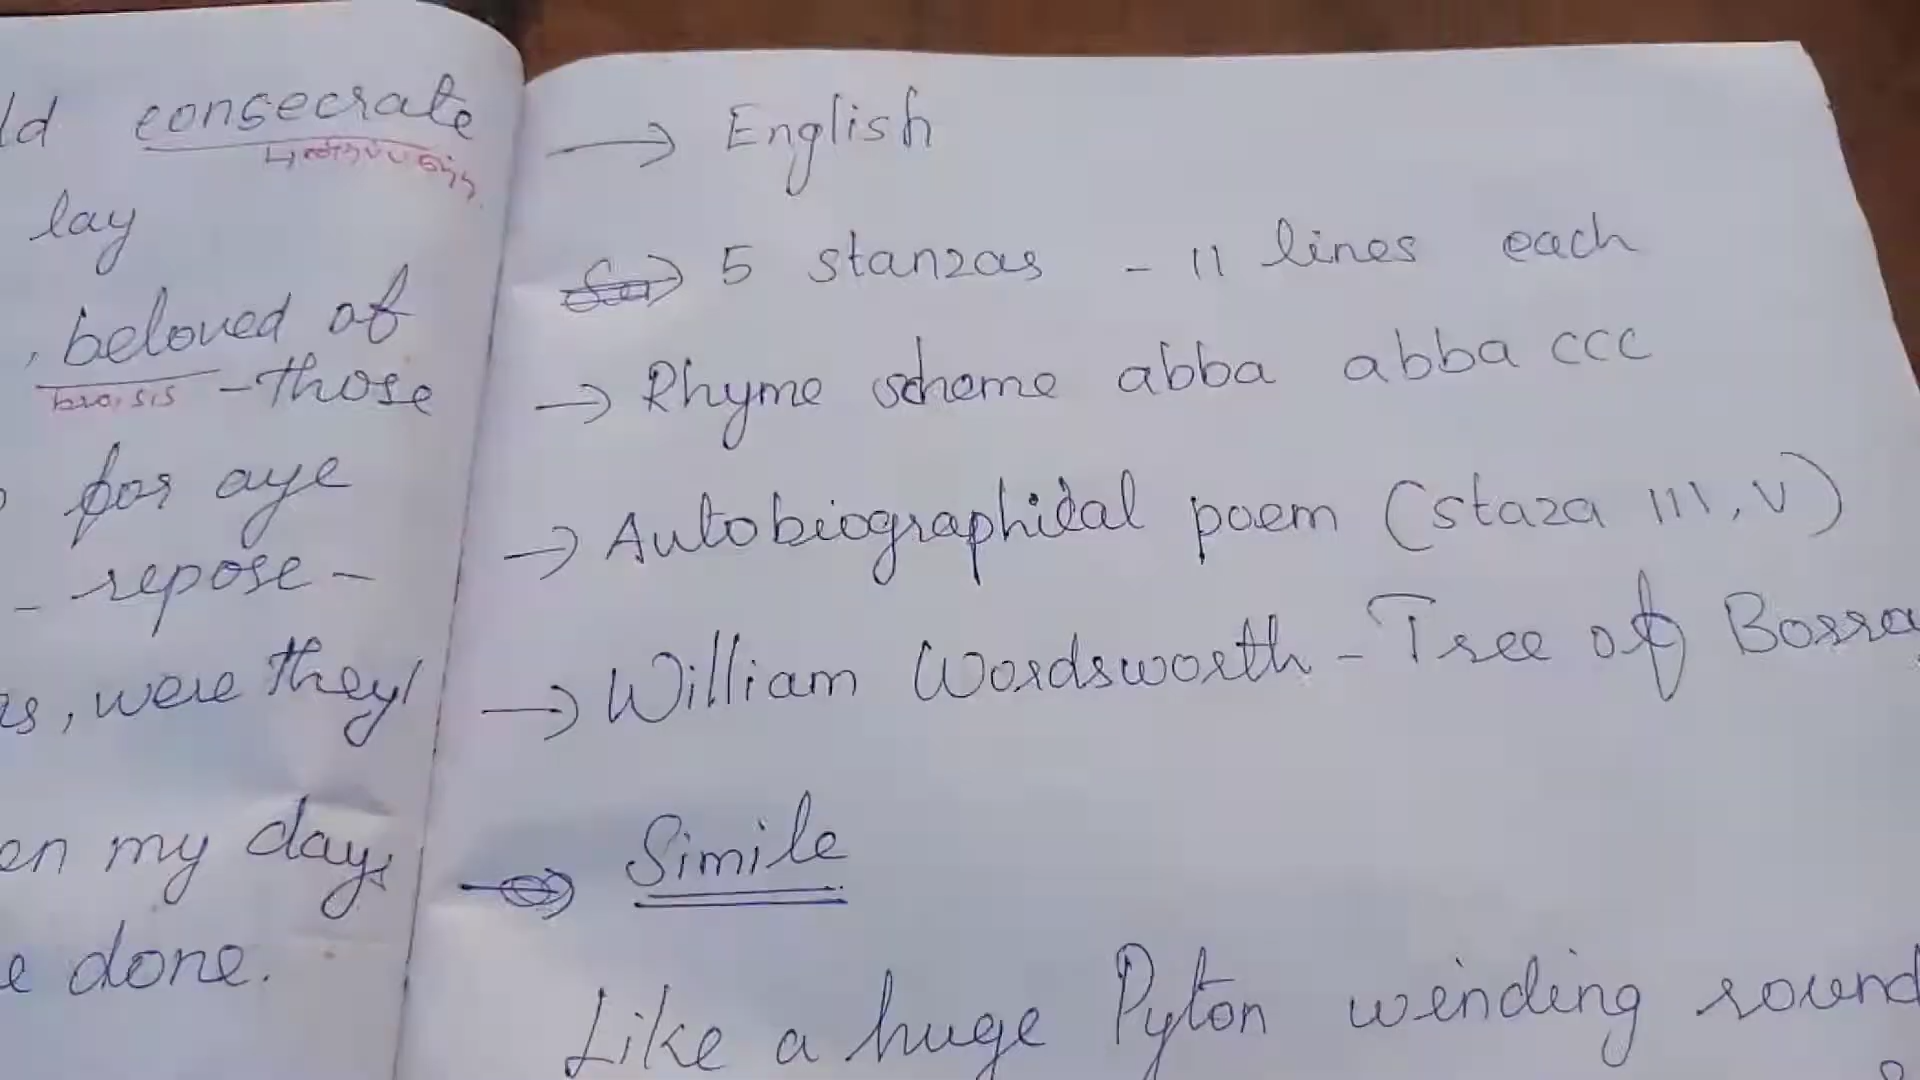 ld consecrate
lay
, beloved of
- those
for aye
- repose -
, were they
en my days
e done.
→ English
→ 5 stanzas - 11 lines each
→ Rhyme scheme abba abba ccc
→ Autobiographical poem (staza III, V)
→ William Wordsworth - Tree of Borro
→ Simile
Like a huge Pyton winding round